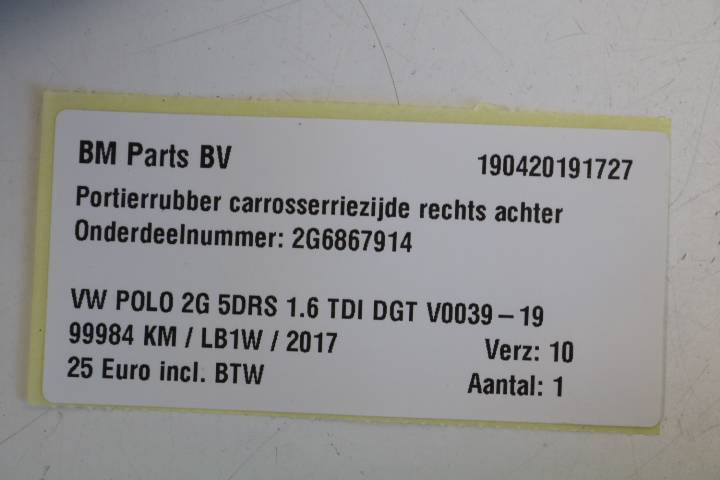 BM Parts BV 190420191727
Portierrubber carrosserriezijde rechts achter
Onderdeelnummer: 2G6867914
VW POLO 2G 5DRS 1.6 TDI DGT V0039-19
99984 KM / LB1W / 2017 Verz: 10
25 Euro incl. BTW Aantal: 1